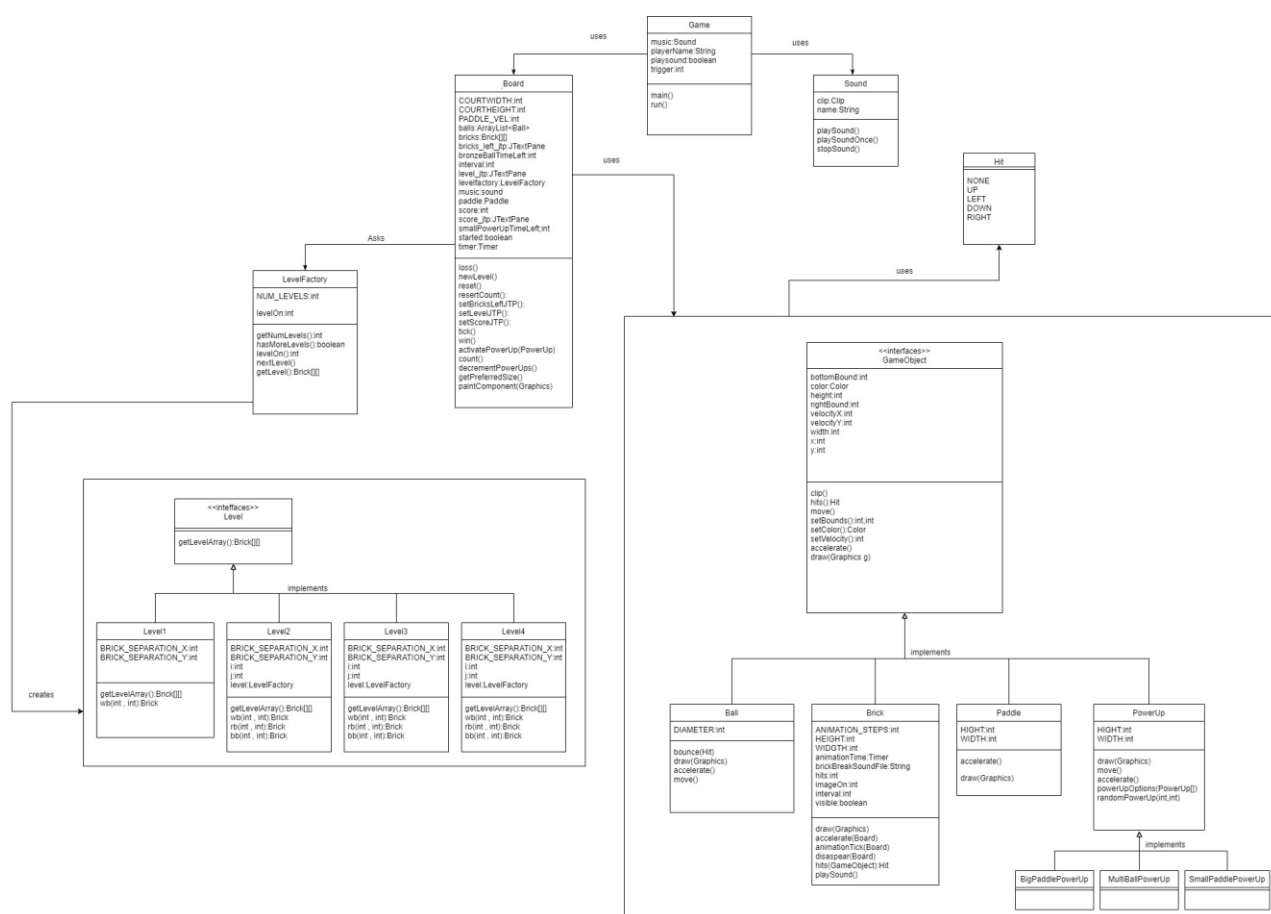 Game
music:Sound
playerName:String
playsound:boolean
trigger:int
main()
run()
uses
uses
_Board
COURTWIDTH:int
COURTHEIGHT:int
PADDLE_VEL:int
balls:ArrayList<Ball>
bricks:Brick[][]
bricks_left_jtp:JTextPane
bronzeBallTimeLeft:int
interval:int
level_jtp:JTextPane
levelfactory:LevelFactory
music:sound
paddle:Paddle
score:int
score_jtp:JTextPane
smallPowerUpTimeLeft;int
started:boolean
timer:Timer
loss()
newLevel()
reset()
resertCount():
setBricksLeftJTP():
setLevelJTP():
setScoreJTP():
tick()
win()
activatePowerUp(PowerUp)
count()
decrementPowerUps()
getPreferredSize()
paintComponent(Graphics)
Sound
clip:Clip
name:String
playSound()
playSoundOnce()
stopSound()
uses
Hit
NONE
UP
LEFT
DOWN
RIGHT
Asks
uses
LevelFactory
NUM_LEVELS:int
levelOn:int
getNumLevels():int
hasMoreLevels():boolean
levelOn():int
nextLevel()
getLevel():Brick[][]
<<interfaces>>
GameObject
bottomBound:int
color:Color
height:int
rightBound:int
velocityX:int
velocityY:int
width:int
x:int
y:int
clip()
hits():Hit
move()
setBounds():int,int
setColor():Color
setVelocity():int
accelerate()
draw(Graphics g)
<<inteffaces>>
Level
getLevelArray():Brick[][]
implements
Level1
BRICK_SEPARATION_X:int
BRICK_SEPARATION_Y:int
getLevelArray():Brick[][]
wb(int , int):Brick
Level2
BRICK_SEPARATION_X:int
BRICK_SEPARATION_Y:int
i:int
j:int
level:LevelFactory
getLevelArray():Brick[][]
wb(int , int):Brick
rb(int , int):Brick
bb(int , int):Brick
Level3
BRICK_SEPARATION_X:int
BRICK_SEPARATION_Y:int
i:int
j:int
level:LevelFactory
getLevelArray():Brick[][]
wb(int , int):Brick
rb(int , int):Brick
bb(int , int):Brick
Level4
BRICK_SEPARATION_X:int
BRICK_SEPARATION_Y:int
i:int
j:int
level:LevelFactory
getLevelArray():Brick[][]
wb(int , int):Brick
rb(int , int):Brick
bb(int , int):Brick
creates
implements
Ball
DIAMETER:int
bounce(Hit)
draw(Graphics)
accelerate()
move()
Brick
ANIMATION_STEPS:int
HEIGHT:int
WIDGTH:int
animationTime:Timer
brickBreakSoundFile:String
hits:int
imageOn:int
interval:int
visible:boolean
draw(Graphics)
accelerate(Board)
animationTick(Board)
disaspear(Board)
hits(GameObject):Hit
playSound()
Paddle
HIGHT:int
WIDTH:int
accelerate()
draw(Graphics)
PowerUp
HIGHT:int
WIDTH:int
draw(Graphics)
move()
accelerate()
powerUpOptions(PowerUp[])
randomPowerUp(int,int)
implements
BigPaddlePowerUp
MultiBallPowerUp
SmallPaddlePowerUp